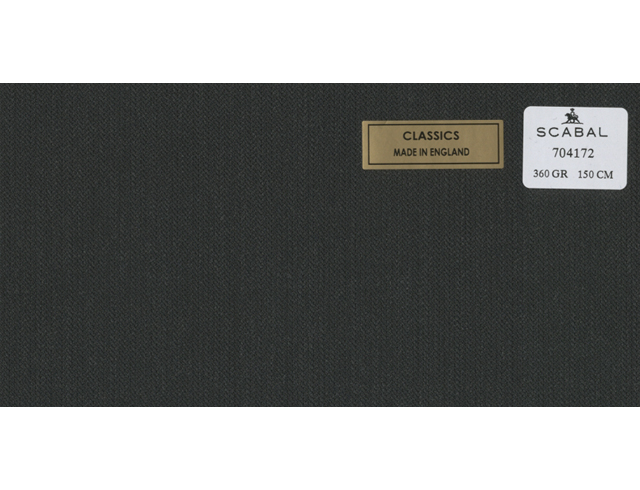 CLASSICS
MADE IN ENGLAND
SCABAL
704172
360 GR 150 CM